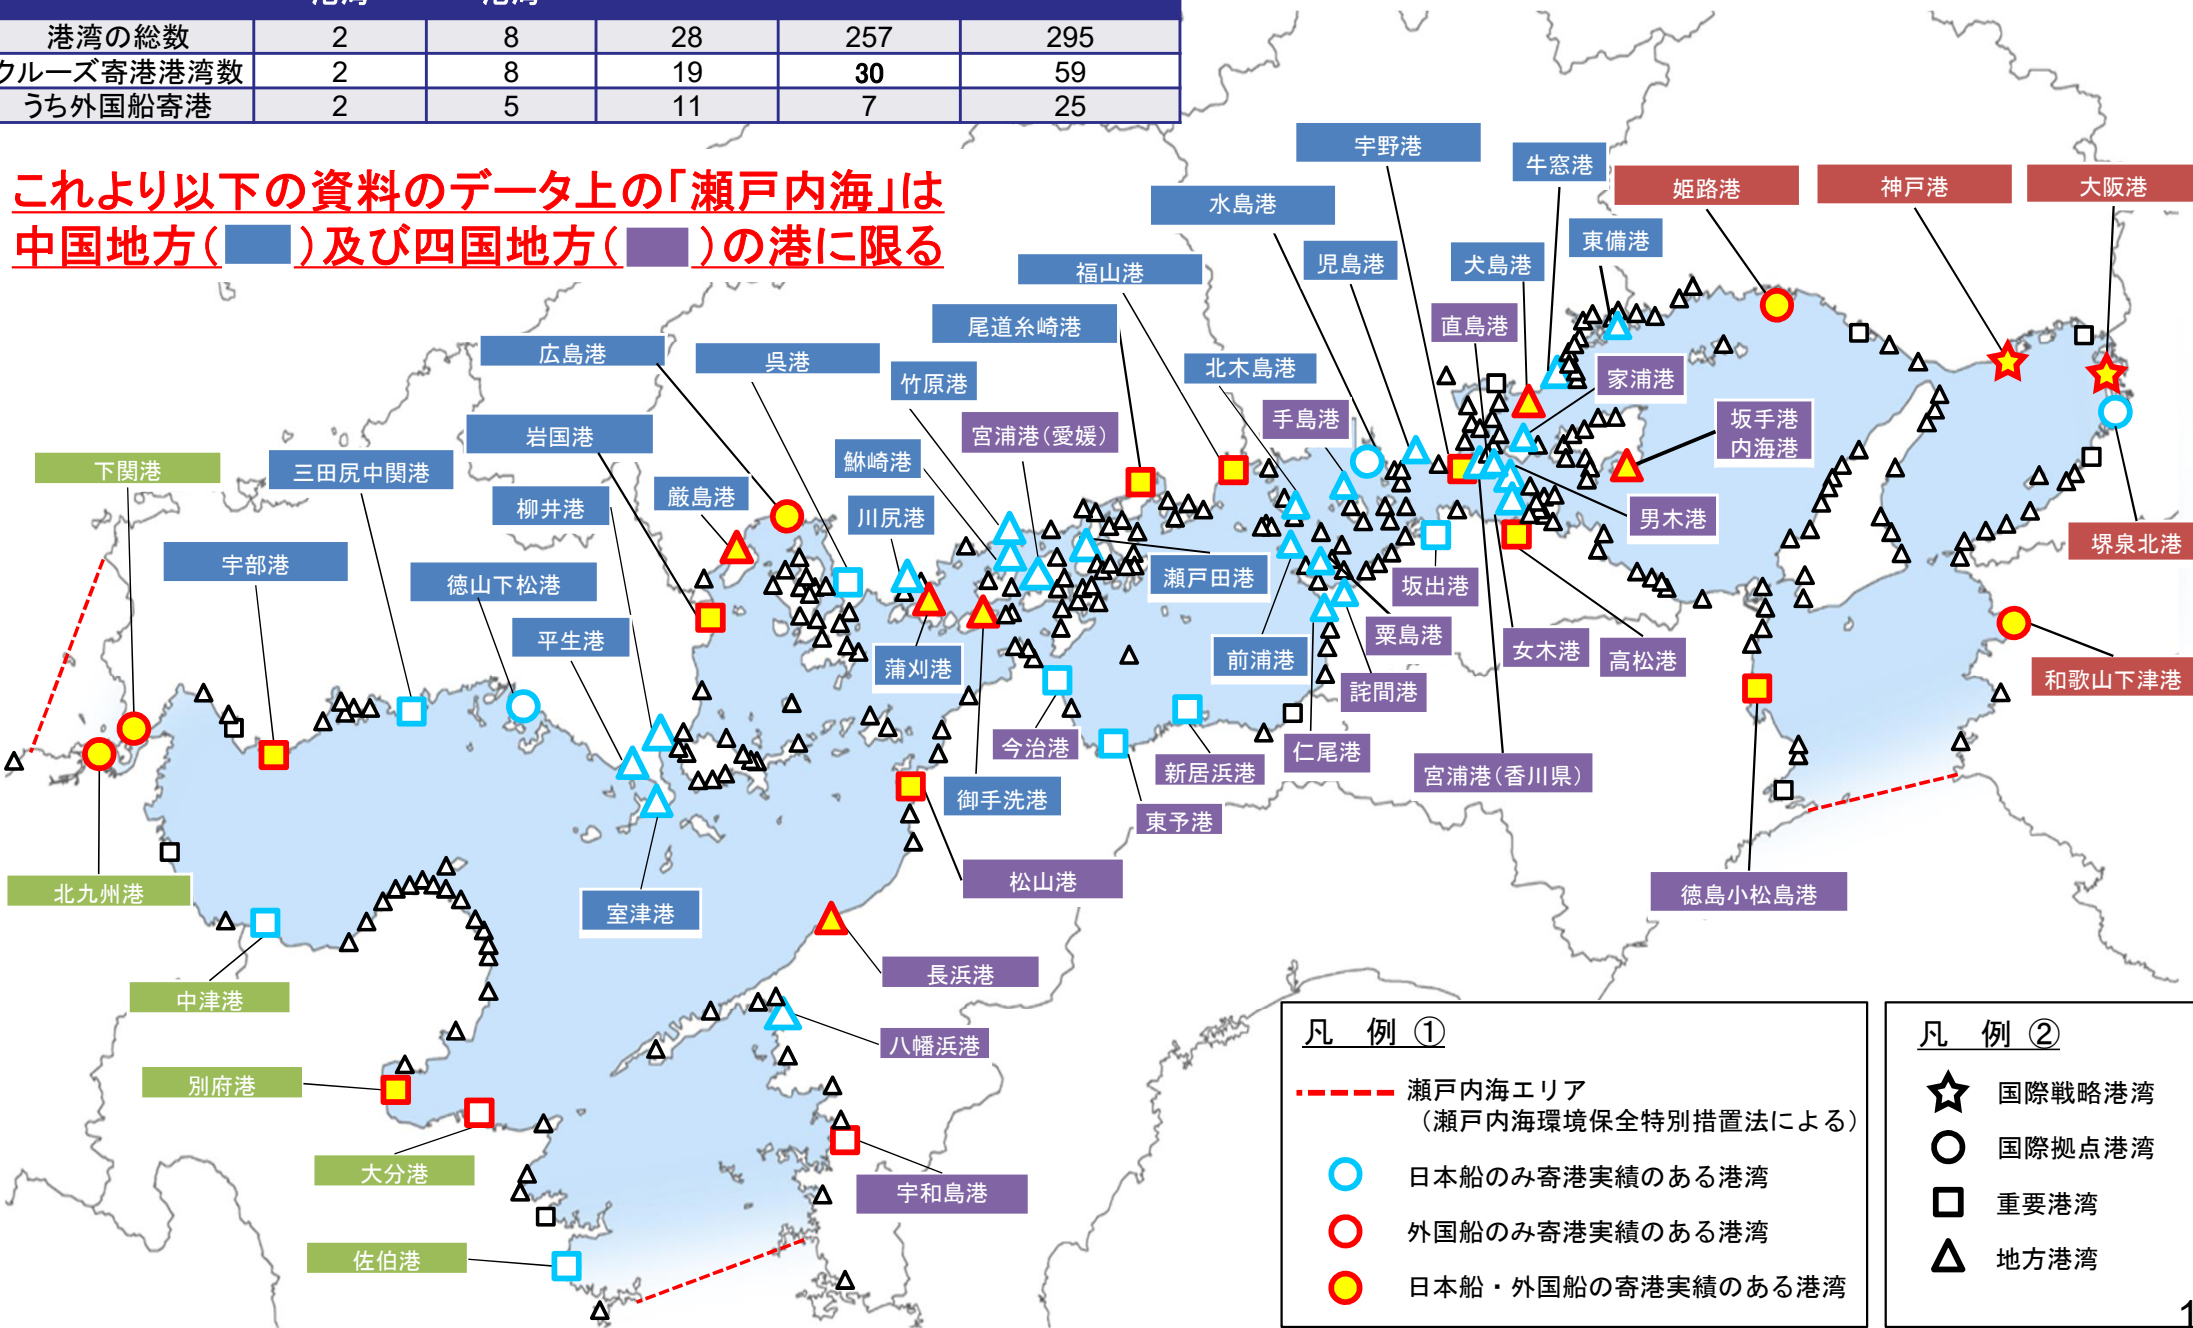 港湾 港湾
港湾の総数 2 8 28 257 295
クルーズ寄港港湾数 2 8 19 30 59
うち外国船寄港 2 5 11 7 25
これより以下の資料のデータ上の「瀬戸内海」は
中国地方( )及び四国地方( )の港に限る
宇野港
牛窓港
姫路港
神戸港
大阪港
水島港
東備港
福山港
児島港
犬島港
尾道糸崎港
直島港
広島港
呉港
竹原港
北木島港
家浦港
岩国港
宮浦港(愛媛)
手島港
坂手港
内海港
下関港
三田尻中関港
柳井港
厳島港
鮴崎港
川尻港
男木港
堺泉北港
宇部港
徳山下松港
瀬戸田港
坂出港
平生港
蒲刈港
前浦港
粟島港
女木港
高松港
和歌山下津港
詫間港
今治港
新居浜港
仁尾港
宮浦港(香川県)
御手洗港
東予港
北九州港
室津港
松山港
徳島小松島港
中津港
長浜港
八幡浜港
別府港
大分港
宇和島港
佐伯港
凡 例 ①
瀬戸内海エリア
(瀬戸内海環境保全特別措置法による)
日本船のみ寄港実績のある港湾
外国船のみ寄港実績のある港湾
日本船・外国船の寄港実績のある港湾
凡 例 ②
国際戦略港湾
国際拠点港湾
重要港湾
地方港湾
1